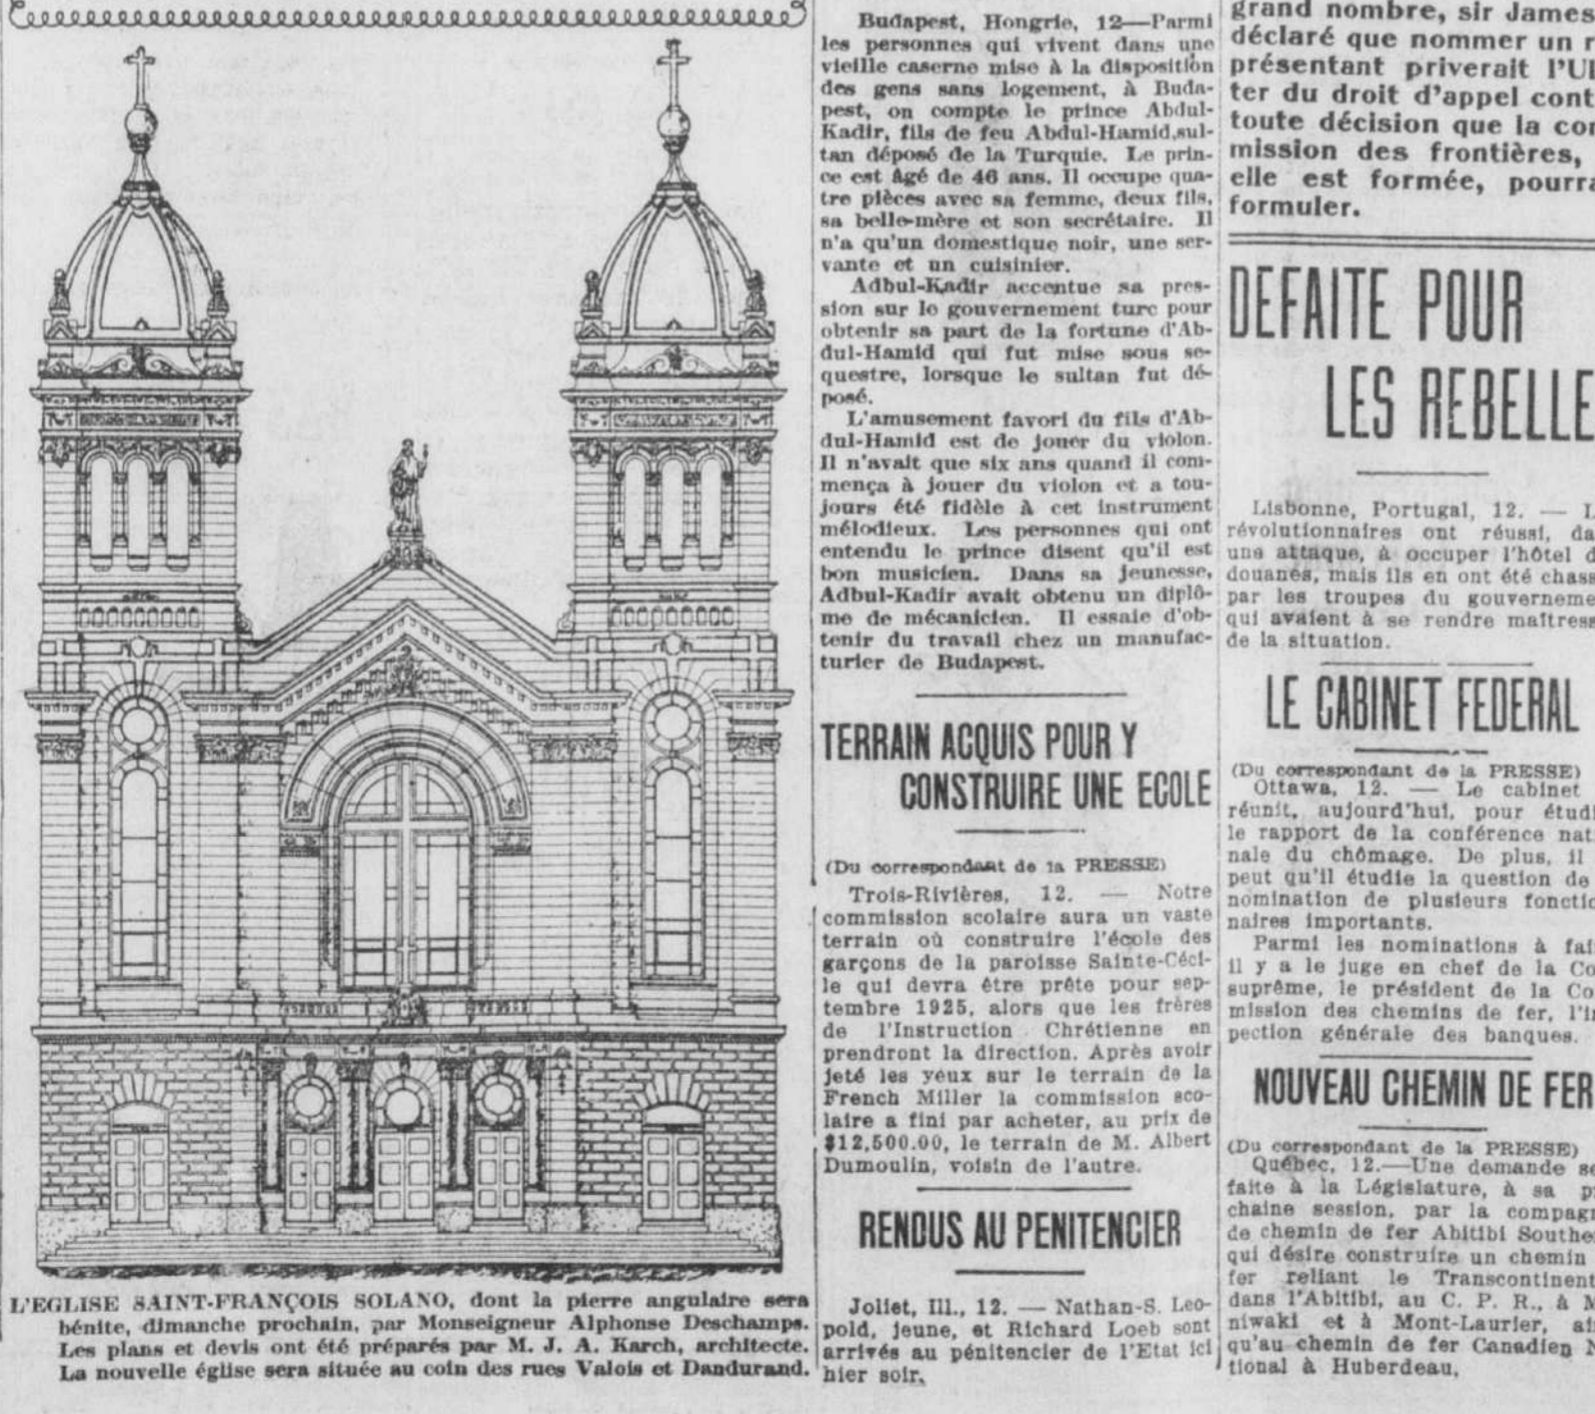 L'EGLISE SAINT-FRANÇOIS SOLANO, dont la pierre angulaire sera
bénite, dimanche prochain, par Monseigneur Alphonse Deschamps.
Les plans et devis ont été préparés par M. J. A. Karch, architecte.
La nouvelle église sera située au coin des rues Valois et Dandurand.
Budapest, Hongrie, 12—Parmi
les personnes qui vivent dans une
vieille caserne mise à la disposition
des gens sans logement, à Buda-
pest, on compte le prince Abdul-
Kadir, fils de feu Abdul-Hamid,sul-
tan déposé de la Turquie. Le prin-
ce est âgé de 46 ans. Il occupe qua-
tre pièces avec sa femme, deux fils,
sa belle-mère et son secrétaire. Il
n'a qu'un domestique noir, une ser-
vante et un cuisinier.
Adbul-Kadir accentue sa pres-
sion sur le gouvernement turc pour
obtenir sa part de la fortune d'Ab-
dul-Hamid qui fut mise sous se-
questre, lorsque le sultan fut dé-
posé.
L'amusement favori du fils d'Ab-
dul-Hamid est de jouer du violon.
Il n'avait que six ans quand il com-
mença à jouer du violon et a tou-
jours été fidèle à cet instrument
mélodieux. Les personnes qui ont
entendu le prince disent qu'il est
bon musicien. Dans sa jeunesse,
Adbul-Kadir avait obtenu un diplô-
me de mécanicien. Il essaie d'ob-
tenir du travail chez un manufac-
turier de Budapest.
TERRAIN ACQUIS POUR Y
CONSTRUIRE UNE ECOLE
(Du correspondant de la PRESSE)
Trois-Rivières, 12. — Notre
commission scolaire aura un vaste
terrain où construire l'école des
garçons de la paroisse Sainte-Céci-
le qui devra être prête pour sep-
tembre 1925, alors que les frères
de l'Instruction Chrétienne en
prendront la direction. Après avoir
jeté les yeux sur le terrain de la
French Miller la commission sco-
laire a fini par acheter, au prix de
$12,500.00, le terrain de M. Albert
Dumoulin, voisin de l'autre.
RENDUS AU PENITENCIER
Joliet, Ill., 12. — Nathan-S. Leo-
pold, jeune, et Richard Loeb sont
arrivés au pénitencier de l'Etat ici
hier soir.
grand nombre, sir James
déclaré que nommer un r
présentant priverait l'Ul
ter du droit d'appel cont
toute décision que la co
mission des frontières,
elle est formée, pourra
formuler.
DEFAITE POUR
LES REBELLE
Lisbonne, Portugal, 12. — L
révolutionnaires ont réussi, da
une attaque, à occuper l'hôtel d
douanes, mais ils en ont été chass
par les troupes du gouverneme
qui avaient à se rendre maîtress
de la situation.
LE CABINET FEDERAL
(Du correspondant de la PRESSE)
Ottawa, 12. — Le cabinet
réunit, aujourd'hui, pour étudi
le rapport de la conférence nat
nale du chômage. De plus, il
peut qu'il étudie la question de
nomination de plusieurs fonctio
naires importants.
Parmi les nominations à fai
il y a le juge en chef de la Co
suprême, le président de la Co
mission des chemins de fer, l'i
pection générale des banques.
NOUVEAU CHEMIN DE FER
(Du correspondant de la PRESSE)
Québec, 12.—Une demande se
faite à la Législature, à sa p
chaine session, par la compag
de chemin de fer Abitibi Southe
qui désire construire un chemin
fer reliant le Transcontinent
dans l'Abitibi, au C. P. R., à M
niwaki et à Mont-Laurier, ai
qu'au chemin de fer Canadien N
tional à Huberdeau,